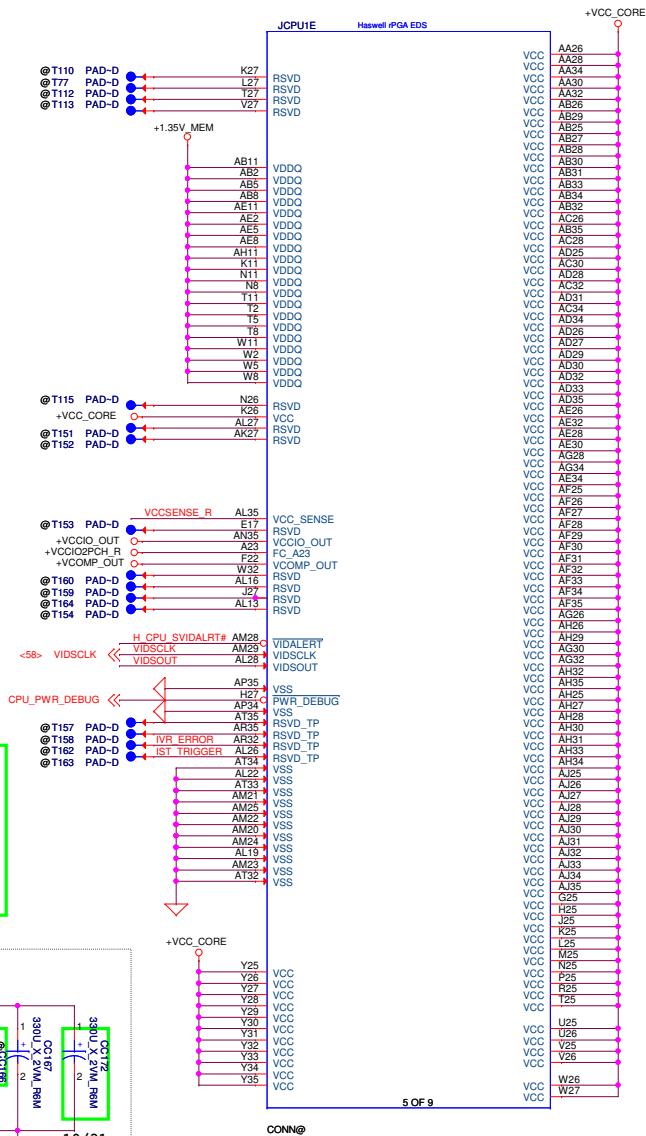 JCPU1E Haswell rPGA EDS +VCC_CORE
@T110 PAD~D K27 RSVD
@T77 PAD~D L27 RSVD
@T112 PAD~D T27 RSVD
@T113 PAD~D V27 RSVD
+1.35V_MEM
AB11 VDDQ
AB2 VDDQ
AB5 VDDQ
AB8 VDDQ
AE11 VDDQ
AE2 VDDQ
AE5 VDDQ
AE8 VDDQ
AH11 VDDQ
K11 VDDQ
N11 VDDQ
N8 VDDQ
T11 VDDQ
T2 VDDQ
T5 VDDQ
T8 VDDQ
W11 VDDQ
W2 VDDQ
W5 VDDQ
W8 VDDQ
@T115 PAD~D N26 RSVD
+VCC_CORE K26 VCC
@T151 PAD~D AL27 RSVD
@T152 PAD~D AK27 RSVD
VCCSENSE_R AL35 VCC_SENSE
@T153 PAD~D E17 RSVD
+VCCIO_OUT AN35 VCCIO_OUT
+VCCIO2PCH_R A23 FC_A23
+VCOMP_OUT F22 VCOMP_OUT
@T160 PAD~D W32 RSVD
@T159 PAD~D AL16 RSVD
@T164 PAD~D J27 RSVD
@T154 PAD~D AL13 RSVD
H_CPU_SVIDALRT# AM28 VIDALERT
<58> VIDSCLK VIDSCLK AM29 VIDSCLK
VIDSOUT AL28 VIDSOUT
AP35 VSS
CPU_PWR_DEBUG H27 PWR_DEBUG
AP34 VSS
@T157 PAD~D AT35 RSVD_TP
@T158 PAD~D AR35 RSVD_TP
@T162 PAD~D IVR_ERROR AR32 RSVD_TP
@T163 PAD~D IST_TRIGGER AL26 RSVD_TP
AT34 VSS
AL22 VSS
AT33 VSS
AM21 VSS
AM25 VSS
AM22 VSS
AM20 VSS
AM24 VSS
AL19 VSS
AM23 VSS
AT32 VSS
+VCC_CORE
Y25 VCC
Y26 VCC
Y27 VCC
Y28 VCC
Y29 VCC
Y30 VCC
Y31 VCC
Y32 VCC
Y33 VCC
Y34 VCC
Y35 VCC
VCC AA26
VCC AA28
VCC AA34
VCC AA30
VCC AA32
VCC AB26
VCC AB29
VCC AB25
VCC AB27
VCC AB28
VCC AB30
VCC AB31
VCC AB33
VCC AB34
VCC AB32
VCC AC26
VCC AB35
VCC AC28
VCC AD25
VCC AC30
VCC AD28
VCC AC32
VCC AD31
VCC AC34
VCC AD34
VCC AD26
VCC AD27
VCC AD29
VCC AD30
VCC AD32
VCC AD33
VCC AD35
VCC AE26
VCC AE32
VCC AE28
VCC AE30
VCC AG28
VCC AG34
VCC AE34
VCC AF25
VCC AF26
VCC AF27
VCC AF28
VCC AF29
VCC AF30
VCC AF31
VCC AF32
VCC AF33
VCC AF34
VCC AF35
VCC AG26
VCC AH26
VCC AH29
VCC AG30
VCC AG32
VCC AH32
VCC AH35
VCC AH25
VCC AH27
VCC AH28
VCC AH30
VCC AH31
VCC AH33
VCC AH34
VCC AJ25
VCC AJ26
VCC AJ27
VCC AJ28
VCC AJ29
VCC AJ30
VCC AJ31
VCC AJ32
VCC AJ33
VCC AJ34
VCC AJ35
VCC G25
VCC H25
VCC J25
VCC K25
VCC L25
VCC M25
VCC N25
VCC P25
VCC R25
VCC T25
VCC U25
VCC U26
VCC V25
VCC V26
VCC W26
VCC W27
5 OF 9
CONN@
1 + 2
CC167
330U_X_2VM_R6M
1 + 2
CC172
330U_X_2VM_R6M